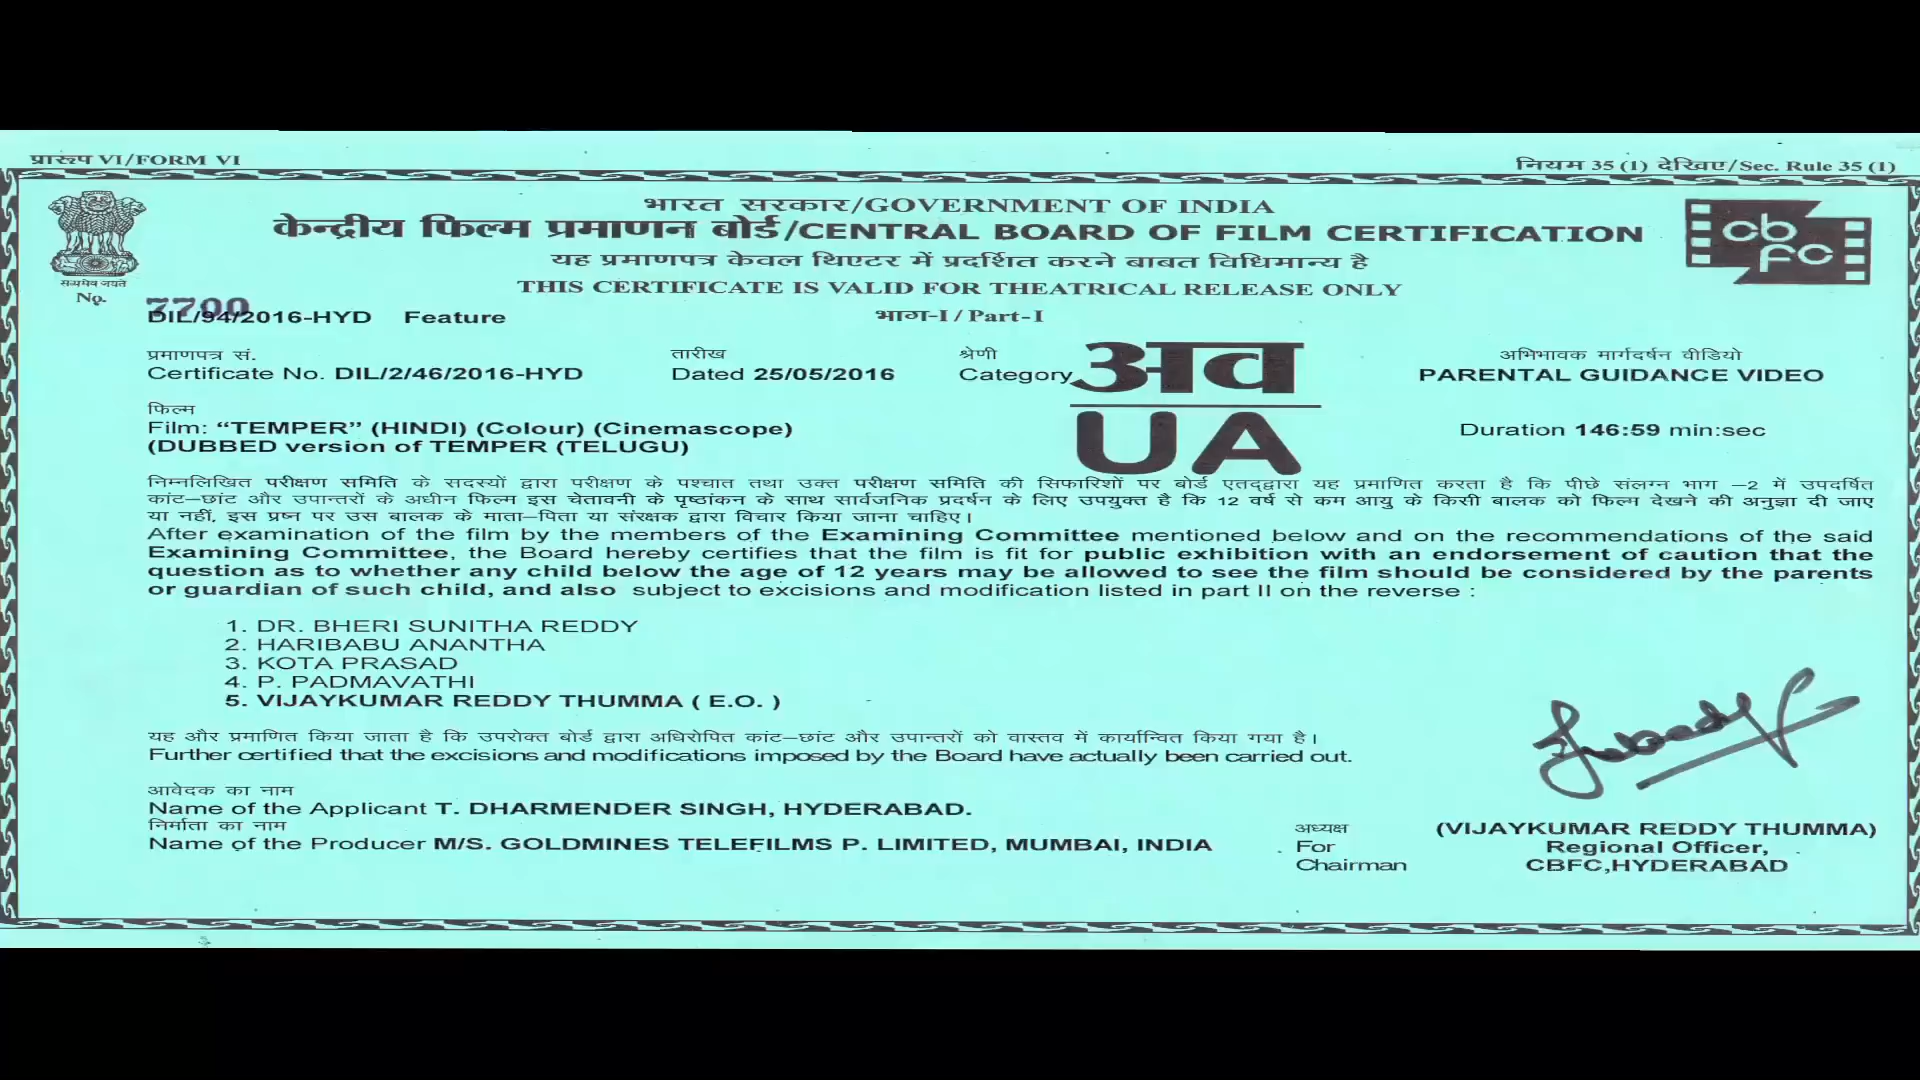 प्रारूप VI/FORM VI
नियम 35 (1) देखिए/Sec. Rule 35 (1)
भारत सरकार/GOVERNMENT OF INDIA
केन्द्रीय फिल्म प्रमाणन बोर्ड/CENTRAL BOARD OF FILM CERTIFICATION
cb
fc
यह प्रमाणपत्र केवल थिएटर में प्रदर्शित करने बाबत विधिमान्य है
सत्यमेव जयते
THIS CERTIFICATE IS VALID FOR THEATRICAL RELEASE ONLY
No. 7700
DIL/94/2016-HYD Feature
भाग-I / Part-I
प्रमाणपत्र सं. तारीख श्रेणी अव अभिभावक मार्गदर्षन वीडियो
Certificate No. DIL/2/46/2016-HYD Dated 25/05/2016 Category UA PARENTAL GUIDANCE VIDEO
फिल्म
Film: “TEMPER” (HINDI) (Colour) (Cinemascope) Duration 146:59 min:sec
(DUBBED version of TEMPER (TELUGU)
निम्नलिखित परीक्षण समिति के सदस्यों द्वारा परीक्षण के पश्चात तथा उक्त परीक्षण समिति की सिफारिशों पर बोर्ड एतद्द्वारा यह प्रमाणित करता है कि पीछे संलग्न भाग –2 में उपदर्षित
कांट–छांट और उपान्तरों के अधीन फिल्म इस चेतावनी के पृष्ठांकन के साथ सार्वजनिक प्रदर्षन के लिए उपयुक्त है कि 12 वर्ष से कम आयु के किसी बालक को फिल्म देखने की अनुज्ञा दी जाए
या नहीं, इस प्रष्न पर उस बालक के माता–पिता या संरक्षक द्वारा विचार किया जाना चाहिए।
After examination of the film by the members of the Examining Committee mentioned below and on the recommendations of the said
Examining Committee, the Board hereby certifies that the film is fit for public exhibition with an endorsement of caution that the
question as to whether any child below the age of 12 years may be allowed to see the film should be considered by the parents
or guardian of such child, and also subject to excisions and modification listed in part II on the reverse :
1. DR. BHERI SUNITHA REDDY
2. HARIBABU ANANTHA
3. KOTA PRASAD
4. P. PADMAVATHI
5. VIJAYKUMAR REDDY THUMMA ( E.O. )
यह और प्रमाणित किया जाता है कि उपरोक्त बोर्ड द्वारा अधिरोपित कांट–छांट और उपान्तरों को वास्तव में कार्यान्वित किया गया है।
Further certified that the excisions and modifications imposed by the Board have actually been carried out.
आवेदक का नाम
Name of the Applicant T. DHARMENDER SINGH, HYDERABAD.
निर्माता का नाम
Name of the Producer M/S. GOLDMINES TELEFILMS P. LIMITED, MUMBAI, INDIA
अध्यक्ष
For
Chairman
(VIJAYKUMAR REDDY THUMMA)
Regional Officer,
CBFC,HYDERABAD